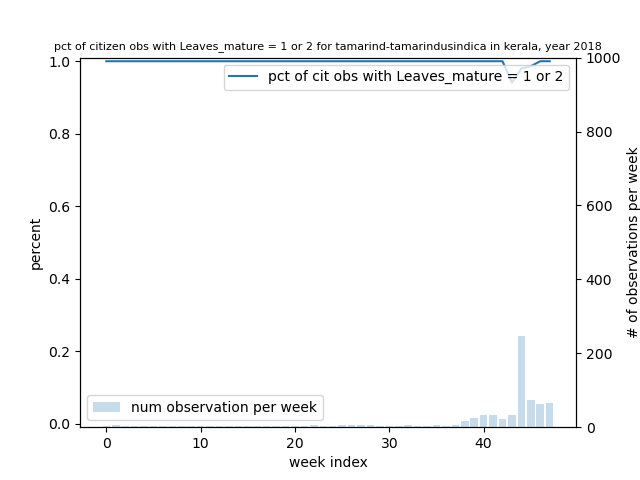 pct of citizen obs with Leaves_mature = 1 or 2 for tamarind-tamarindusindica in kerala, year 2018
pct of cit obs with Leaves_mature = 1 or 2
1.0
0.8
0.6
0.4
0.2
0.0
percent
1000
800
600
400
200
0
# of observations per week
num observation per week
0 10 20 30 40
week index